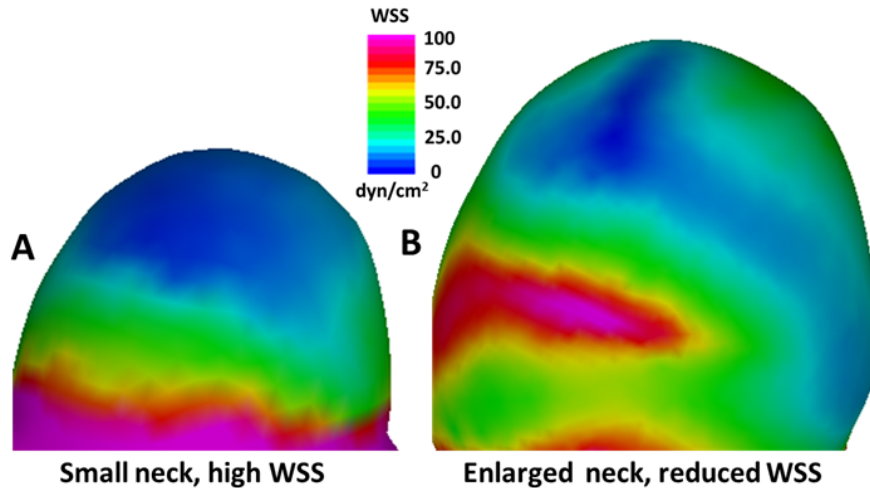 WSS
100
75.0
50.0
25.0
0
dyn/cm²
A
B
Small neck, high WSS
Enlarged neck, reduced WSS